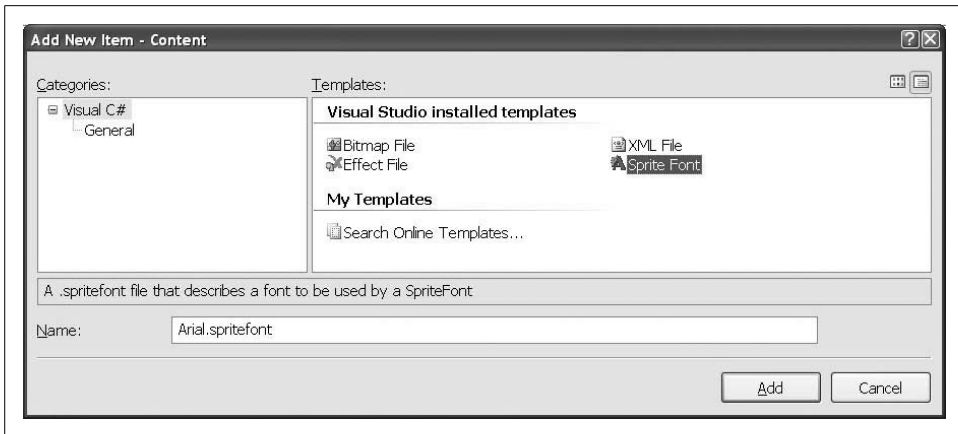 Add New Item - Content
Categories:
Templates:
Visual C#
General
Visual Studio installed templates
Bitmap File
XML File
Effect File
Sprite Font
My Templates
Search Online Templates...
A .spritefont file that describes a font to be used by a SpriteFont
Name:
Arial.spritefont
Add
Cancel